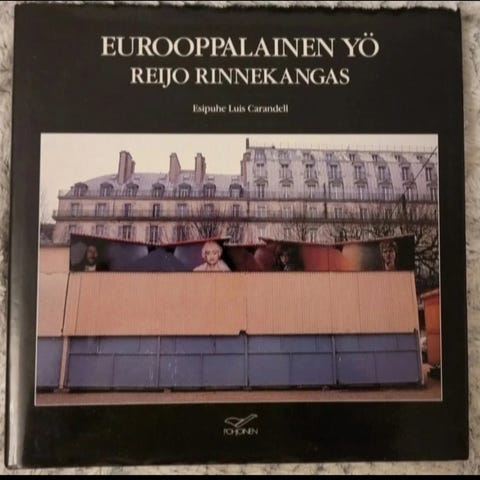 EUROOPPALAINEN YÖ
REIJO RINNEKANGAS
Esipuhe Luis Carandell
POHJOINEN